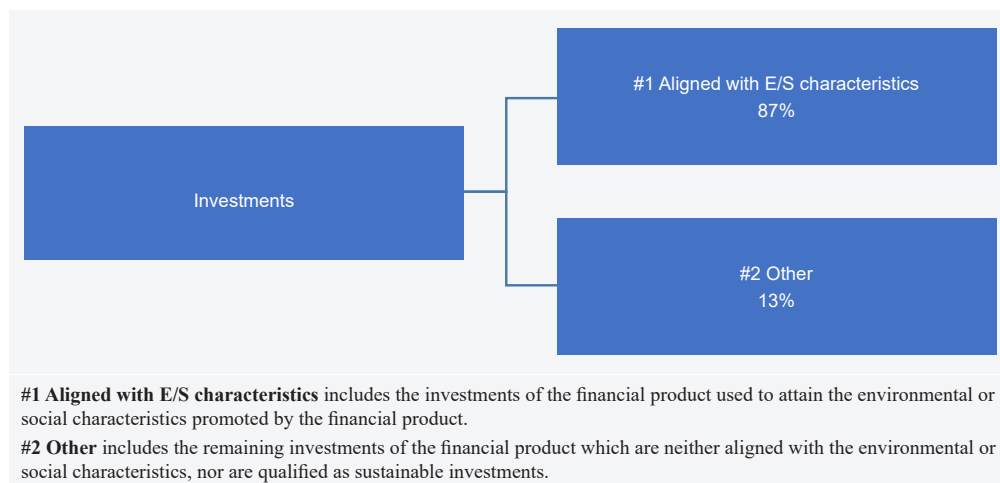 #1 Aligned with E/S characteristics
87%
Investments
#2 Other
13%
#1 Aligned with E/S characteristics includes the investments of the financial product used to attain the environmental or
social characteristics promoted by the financial product.
#2 Other includes the remaining investments of the financial product which are neither aligned with the environmental or
social characteristics, nor are qualified as sustainable investments.